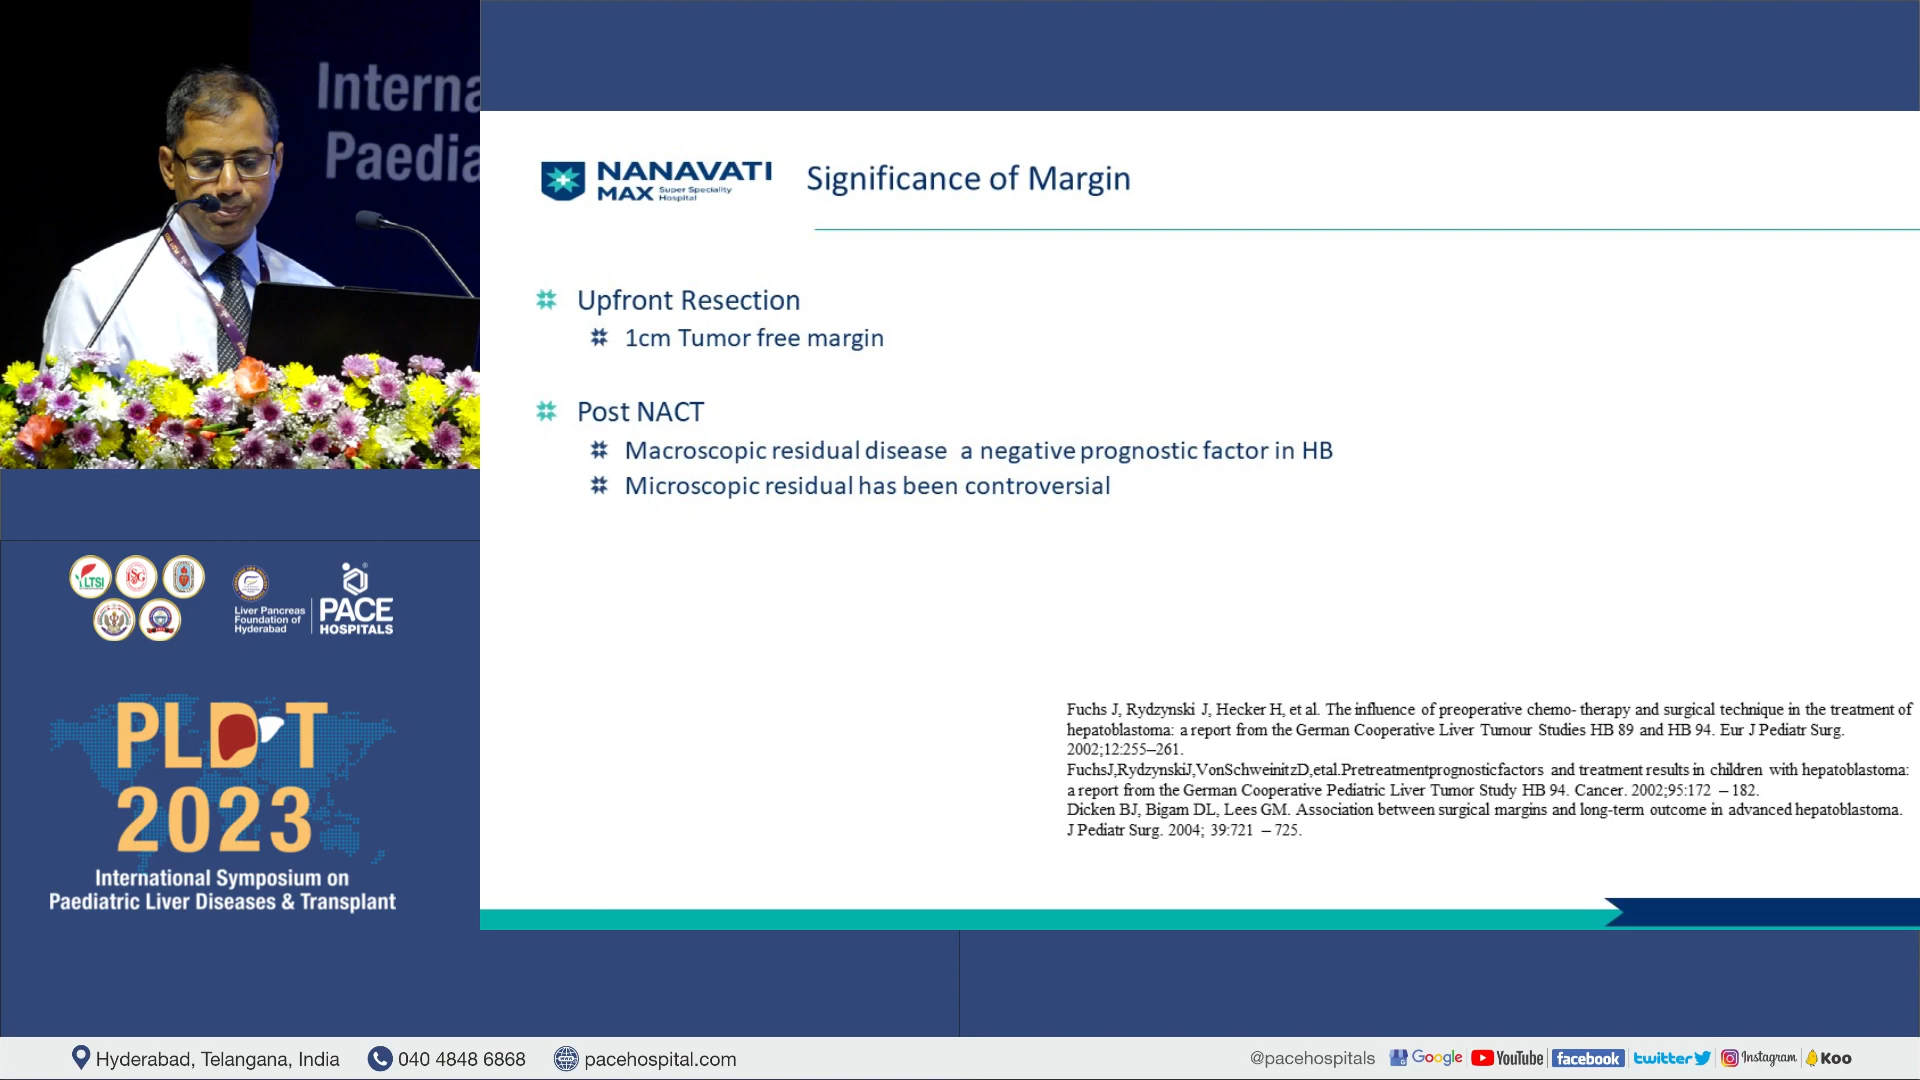 Interna
Paedia
NANAVATI
MAX Super Speciality
Hospital
Significance of Margin
Upfront Resection
1cm Tumor free margin
Post NACT
Macroscopic residual disease a negative prognostic factor in HB
Microscopic residual has been controversial
Fuchs J, Rydzynski J, Hecker H, et al. The influence of preoperative chemo- therapy and surgical technique in the treatment of
hepatoblastoma: a report from the German Cooperative Liver Tumour Studies HB 89 and HB 94. Eur J Pediatr Surg.
2002;12:255–261.
FuchsJ,RydzynskiJ,VonSchweinitzD,etal.Pretreatmentprognosticfactors and treatment results in children with hepatoblastoma:
a report from the German Cooperative Pediatric Liver Tumor Study HB 94. Cancer. 2002;95:172 – 182.
Dicken BJ, Bigam DL, Lees GM. Association between surgical margins and long-term outcome in advanced hepatoblastoma.
J Pediatr Surg. 2004; 39:721 – 725.
LTSI
ISG
Liver Pancreas
Foundation of
Hyderabad
PACE
HOSPITALS
PLDT
2023
International Symposium on
Paediatric Liver Diseases & Transplant
Hyderabad, Telangana, India 040 4848 6868 pacehospital.com
@pacehospitals Google YouTube facebook twitter Instagram Koo